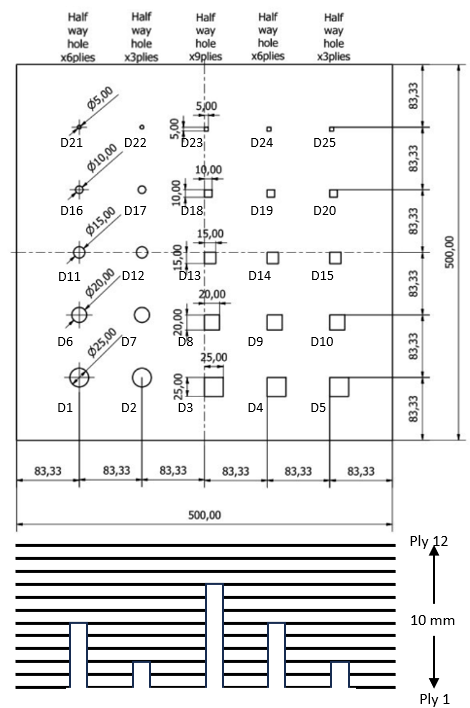 Half Half Half Half Half
way way way way way
hole hole hole hole hole
x6plies x3plies x9plies x6plies x3plies
Ø5,00
5,00
5,00
83,33
D21 D22 D23 D24 D25
Ø10,00
10,00
10,00
83,33
D16 D17 D18 D19 D20
Ø15,00
15,00
15,00
83,33
500,00
D11 D12 D13 D14 D15
Ø20,00
20,00
20,00
83,33
D6 D7 D8 D9 D10
Ø25,00
25,00
25,00
83,33
D1 D2 D3 D4 D5
83,33
83,33 83,33 83,33 83,33 83,33 83,33
500,00
Ply 12
10 mm
Ply 1